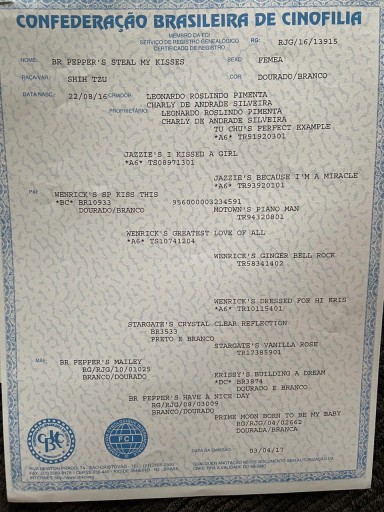 CONFEDERAÇÃO BRASILEIRA DE CINOFILIA
MEMBRO DA FCI
SERVIÇO DE REGISTRO GENEALÓGICO
CERTIFICADO DE REGISTRO
RG: RJG/16/13915
NOME: BR PEPPER'S STEAL MY KISSES
SEXO FEMEA
RAÇA/VAR. SHIH TZU
COR DOURADO/BRANCO
DATA NASC. 22/08/16 CRIADOR LEONARDO ROSLINDO PIMENTA
CHARLY DE ANDRADE SILVEIRA
PROPRIETÁRIO LEONARDO ROSLINDO PIMENTA
CHARLY DE ANDRADE SILVEIRA
TU CHU'S PERFECT EXAMPLE
*A6* TR91920301
JAZZIE'S I KISSED A GIRL
*A6* TS08971301
JAZZIE'S BECAUSE I'M A MIRACLE
*A6* TR93920101
PAI: WENRICK'S SP KISS THIS
*BC* BR10933 956000003234591
DOURADO/BRANCO
MOTOWN'S PIANO MAN
TR94320801
WENRICK'S GREATEST LOVE OF ALL
*A6* TS10741204
WENRICK'S GINGER BELL ROCK
TR58341402
WENRICK'S DRESSED FOR HI KRIS
*A6* TR10115401
STARGATE'S CRYSTAL CLEAR REFLECTION
BR3533
PRETO E BRANCO
STARGATE'S VANILLA ROSE
TR17385901
MÃE: BR PEPPER'S MAILEY
RG/RJG/10/01025
BRANCO/DOURADO
KRISEY'S BUILDING A DREAM
*DC* BR3874
DOURADO E BRANCO
BR PEPPER'S HAVE A NICE DAY
RG/RJG/08/03009
BRANCO/DOURADO
PRIME MOON BORN TO BE MY BABY
RG/RJG/04/02662
DOURADA/BRANCA
CBKC
FCI
DATA DA EMISSÃO 03/04/17